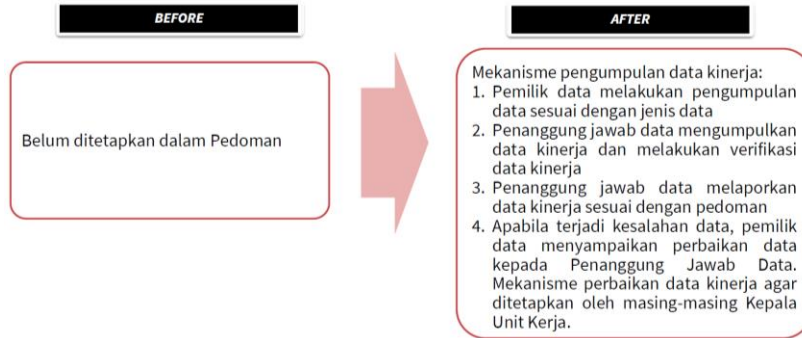 BEFORE
Belum ditetapkan dalam Pedoman
AFTER
Mekanisme pengumpulan data kinerja:
1. Pemilik data melakukan pengumpulan
data sesuai dengan jenis data
2. Penanggung jawab data mengumpulkan
data kinerja dan melakukan verifikasi
data kinerja
3. Penanggung jawab data melaporkan
data kinerja sesuai dengan pedoman
4. Apabila terjadi kesalahan data, pemilik
data menyampaikan perbaikan data
kepada Penanggung Jawab Data.
Mekanisme perbaikan data kinerja agar
ditetapkan oleh masing-masing Kepala
Unit Kerja.